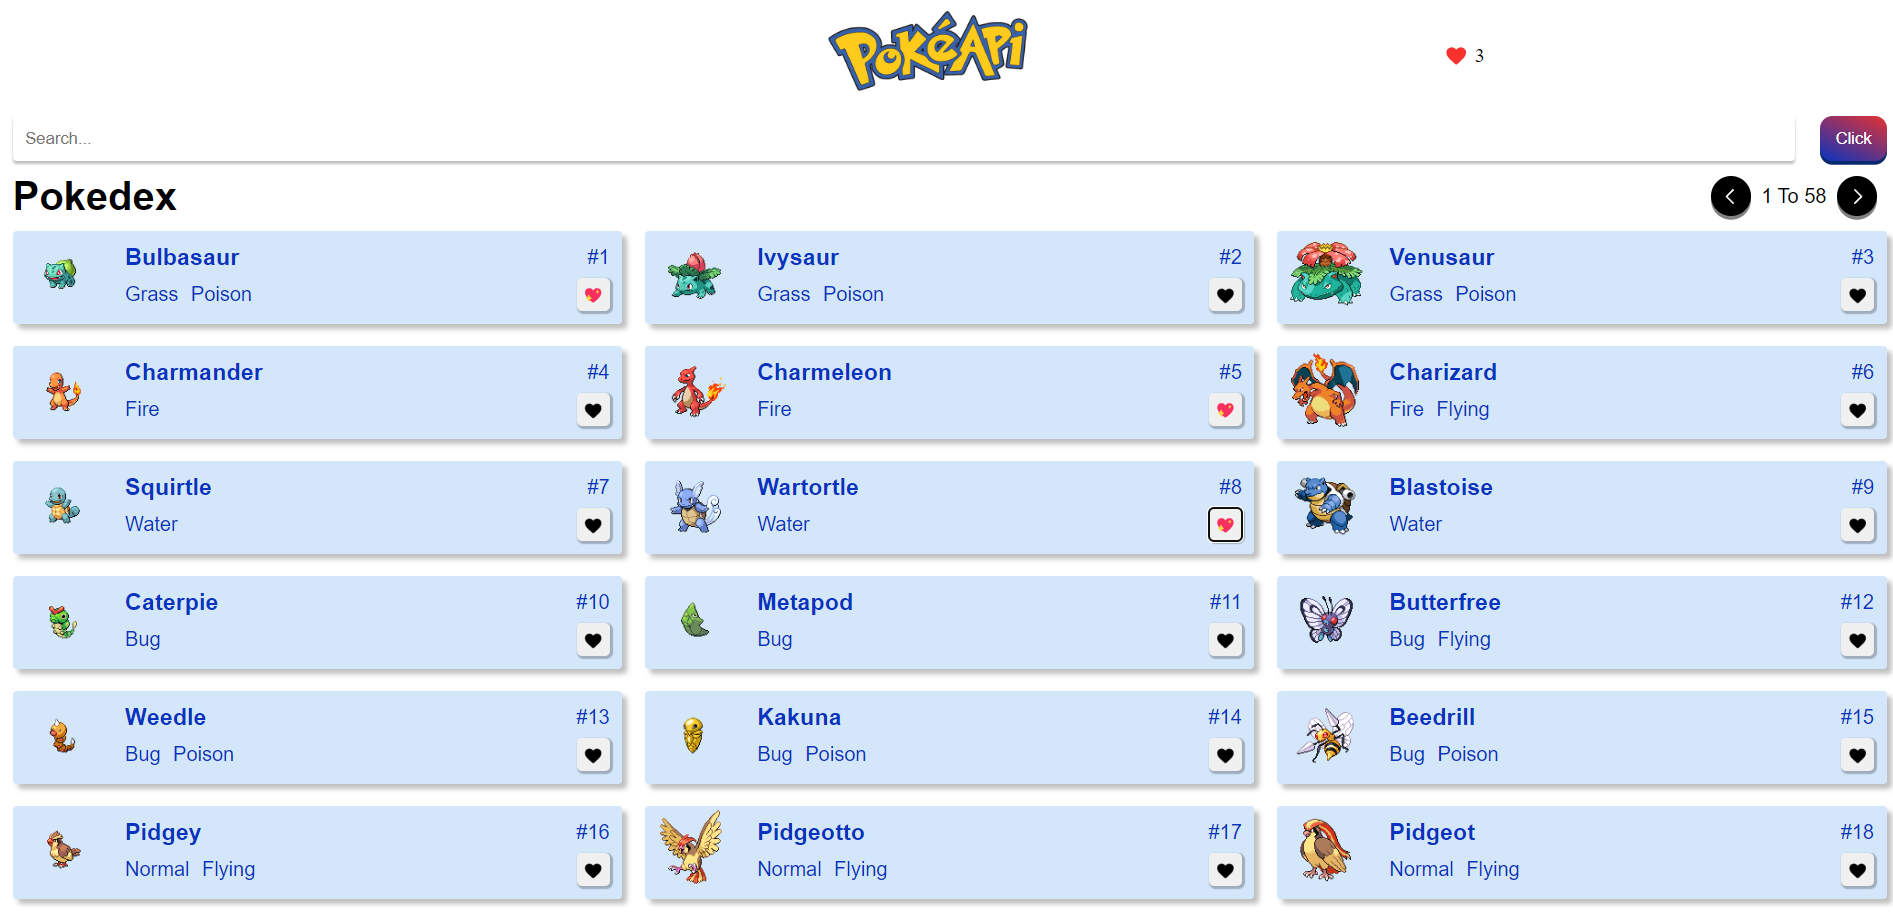 PokéApi
3
Search...
Click
Pokedex
1 To 58
Bulbasaur #1
Grass Poison
Ivysaur #2
Grass Poison
Venusaur #3
Grass Poison
Charmander #4
Fire
Charmeleon #5
Fire
Charizard #6
Fire Flying
Squirtle #7
Water
Wartortle #8
Water
Blastoise #9
Water
Caterpie #10
Bug
Metapod #11
Bug
Butterfree #12
Bug Flying
Weedle #13
Bug Poison
Kakuna #14
Bug Poison
Beedrill #15
Bug Poison
Pidgey #16
Normal Flying
Pidgeotto #17
Normal Flying
Pidgeot #18
Normal Flying